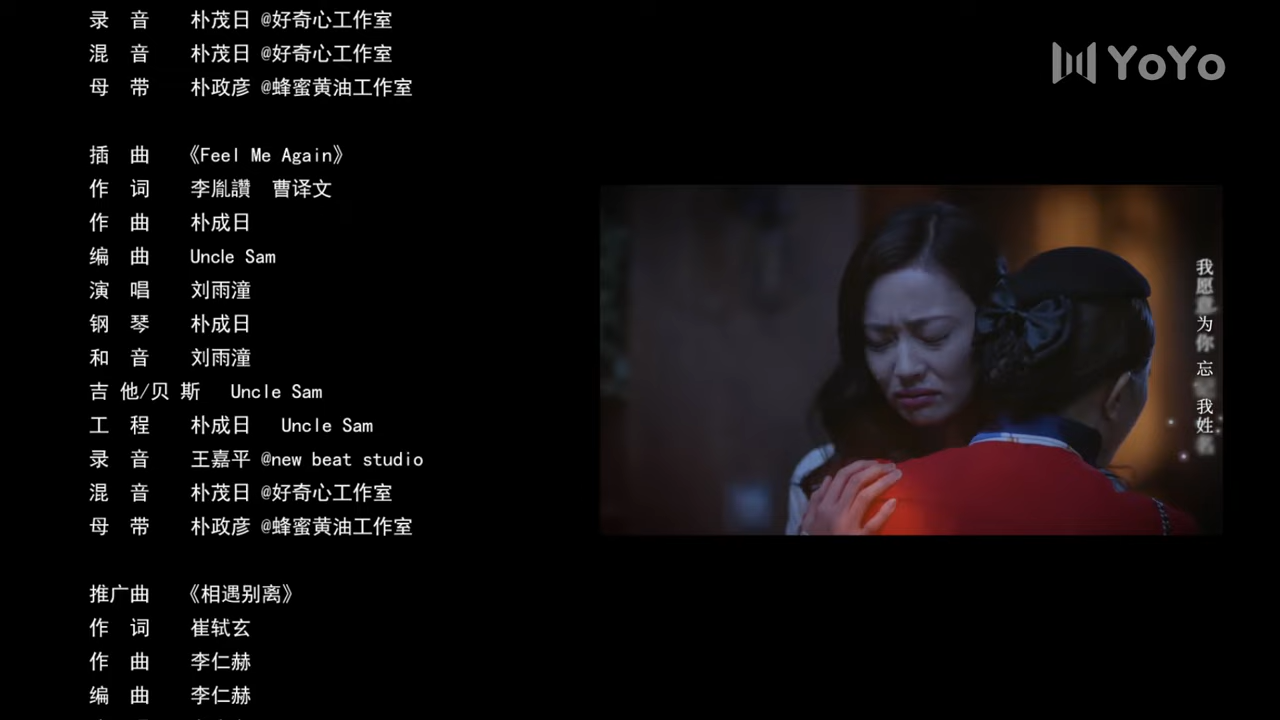 录 音 朴茂日 @好奇心工作室
混 音 朴茂日 @好奇心工作室
母 带 朴政彦 @蜂蜜黄油工作室
插 曲 《Feel Me Again》
作 词 李胤讚 曹译文
作 曲 朴成日
编 曲 Uncle Sam
演 唱 刘雨潼
钢 琴 朴成日
和 音 刘雨潼
吉 他/贝 斯 Uncle Sam
工 程 朴成日 Uncle Sam
录 音 王嘉平 @new beat studio
混 音 朴茂日 @好奇心工作室
母 带 朴政彦 @蜂蜜黄油工作室
推广曲 《相遇别离》
作 词 崔轼玄
作 曲 李仁赫
编 曲 李仁赫
YoYo
我愿 为你 忘 我姓名